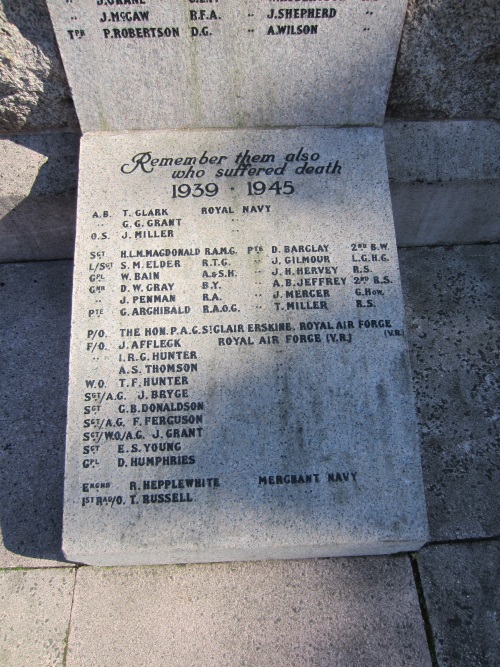 " J.McCAW R.F.A. " J.SHEPHERD "
TPR P.ROBERTSON D.G. " A.WILSON "
Remember them also
who suffered death
1939 · 1945
A.B. T. CLARK ROYAL NAVY
" G. G. GRANT "
O.S. J. MILLER "
SGT H.L.M.MACDONALD R.A.M.C. PTE D. BARCLAY 2ND B.W.
L/SGT S. M. ELDER R.T.C. " J. GILMOUR L.G.H.G.
CPL W. BAIN A&S.H. " J. H. HERVEY R.S.
GNR D. W. GRAY B.Y. " A. B. JEFFREY 2ND R.S.
" J. PENMAN R.A. " J. MERCER C.HOW.
PTE G. ARCHIBALD R.A.O.C. " T. MILLER R.S.
P/O. THE HON. P.A.G. ST CLAIR ERSKINE, ROYAL AIR FORCE (V.R.)
F/O. J. AFFLECK ROYAL AIR FORCE (V.R.)
" I. R. G. HUNTER "
A. S. THOMSON "
W.O. T. F. HUNTER "
SGT/A.G. J. BRYCE "
SGT C. B. DONALDSON "
SGT/A.G. F. FERGUSON "
SGT/W.O/A.G. J. GRANT "
SGT E. S. YOUNG "
CPL D. HUMPHRIES "
R. HEPPLEWHITE MERCHANT NAVY
1ST RAD/O. T. RUSSELL "